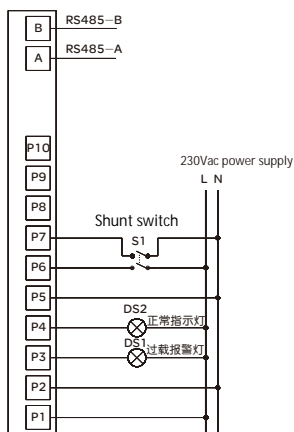 B RS485-B
A RS485-A
P10
230Vac power supply
P9
L N
P8
Shunt switch
P7
S1
P6
P5
DS2
P4 正常指示灯
DS1
P3 过载报警灯
P2
P1